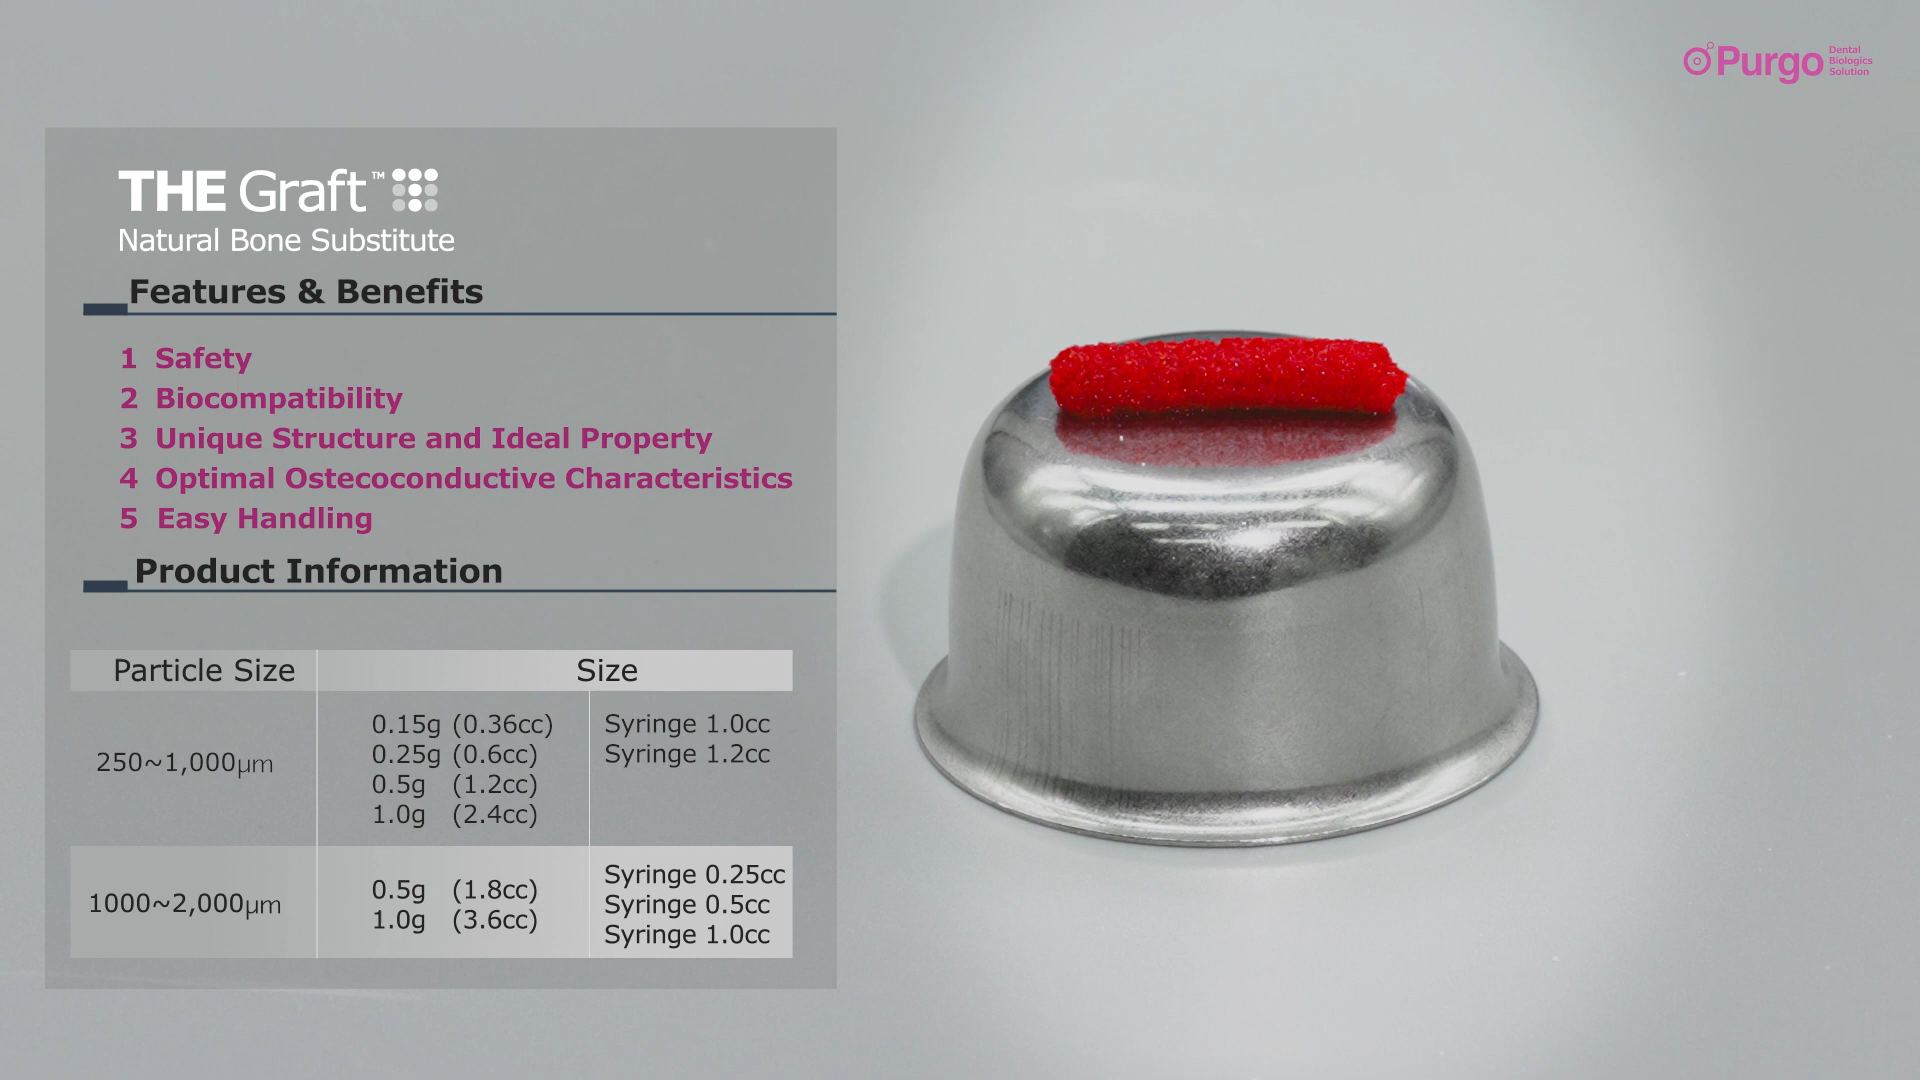 Purgo
Dental
Biologics
Solution
THE Graft™
Natural Bone Substitute
Features & Benefits
1 Safety
2 Biocompatibility
3 Unique Structure and Ideal Property
4 Optimal Ostecoconductive Characteristics
5 Easy Handling
Product Information
Particle Size Size
250~1,000μm
0.15g (0.36cc) Syringe 1.0cc
0.25g (0.6cc) Syringe 1.2cc
0.5g (1.2cc)
1.0g (2.4cc)
1000~2,000μm
0.5g (1.8cc)
1.0g (3.6cc)
Syringe 0.25cc
Syringe 0.5cc
Syringe 1.0cc